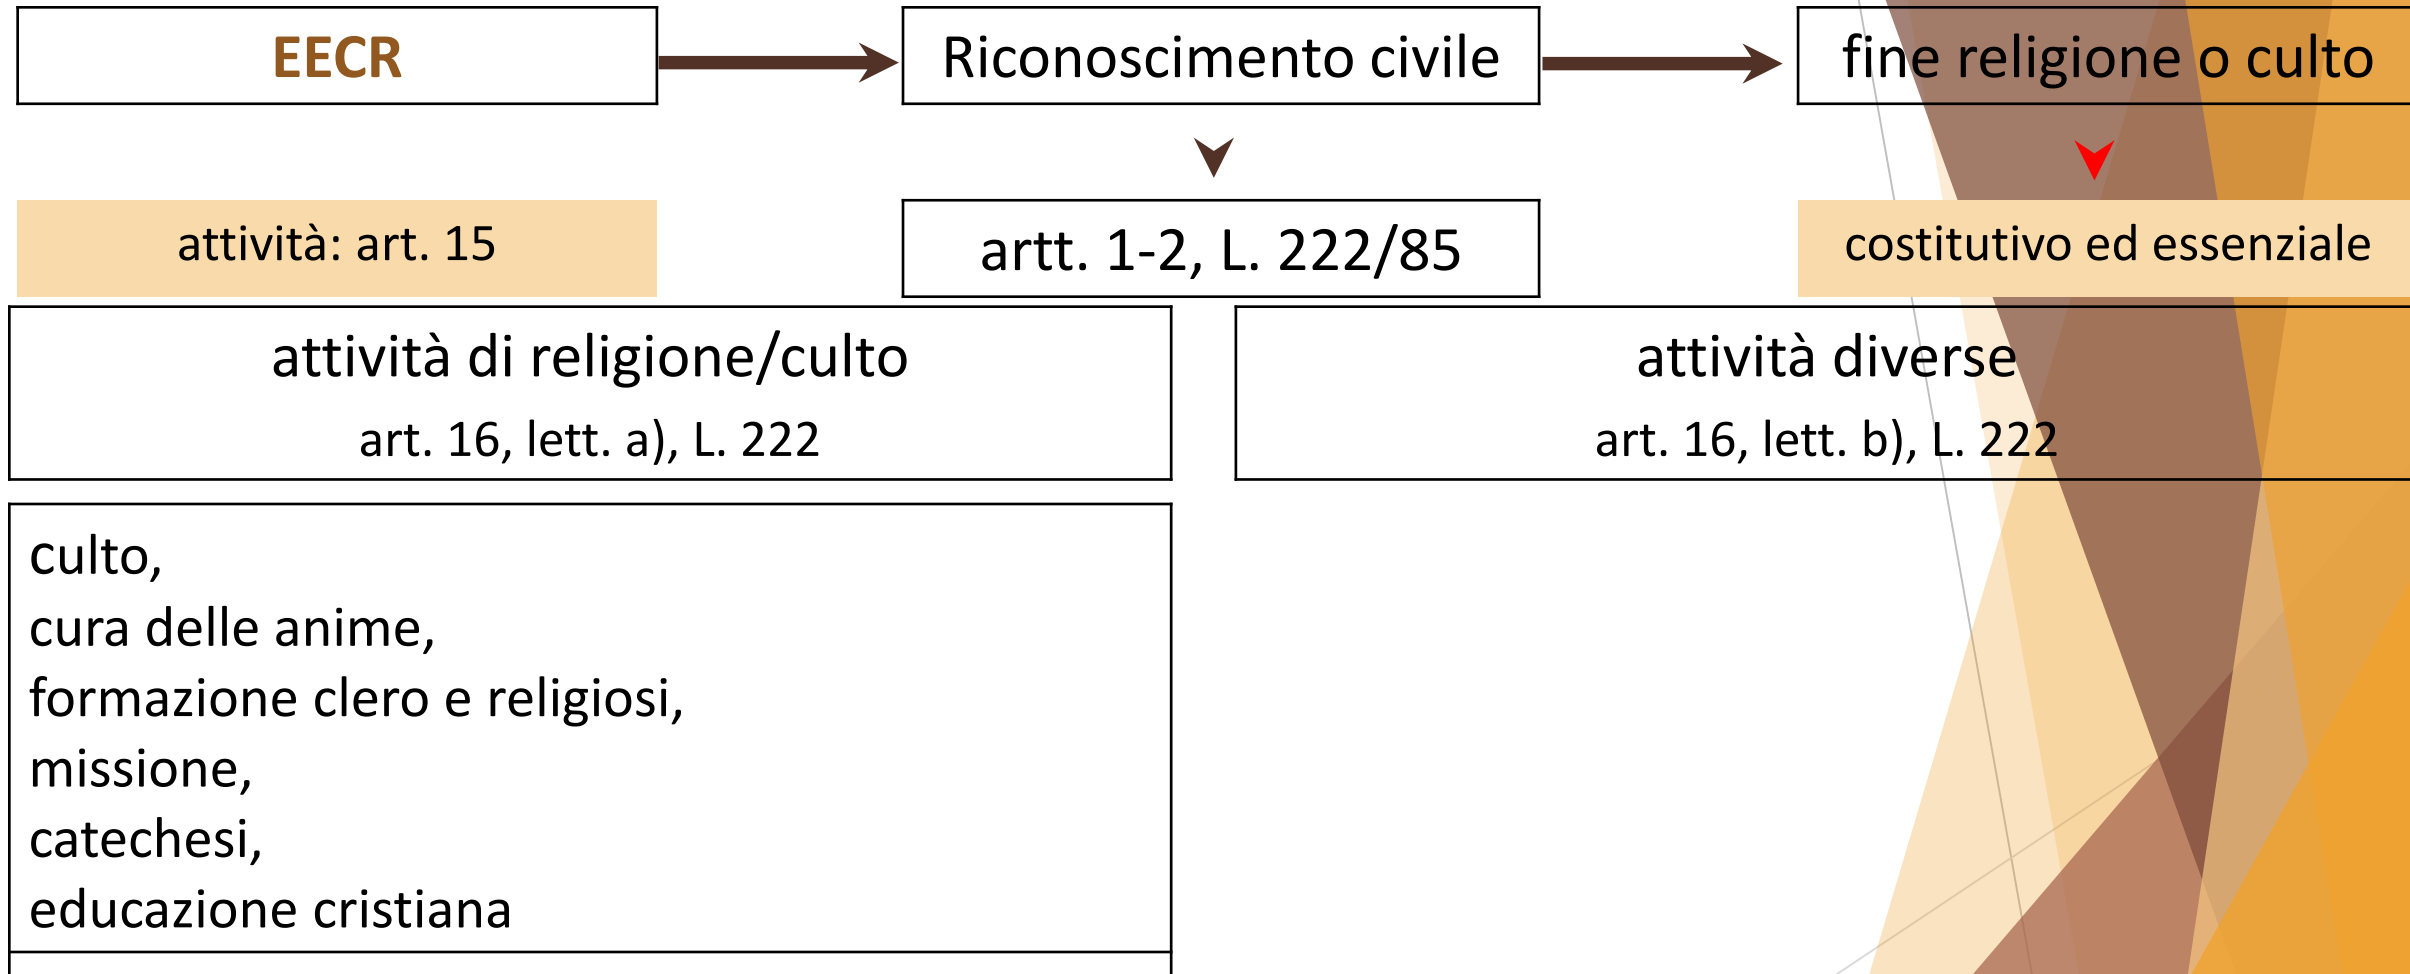 EECR
Riconoscimento civile
fine religione o culto
attività: art. 15
artt. 1-2, L. 222/85
costitutivo ed essenziale
attività di religione/culto
art. 16, lett. a), L. 222
attività diverse
art. 16, lett. b), L. 222
culto,
cura delle anime,
formazione clero e religiosi,
missione,
catechesi,
educazione cristiana